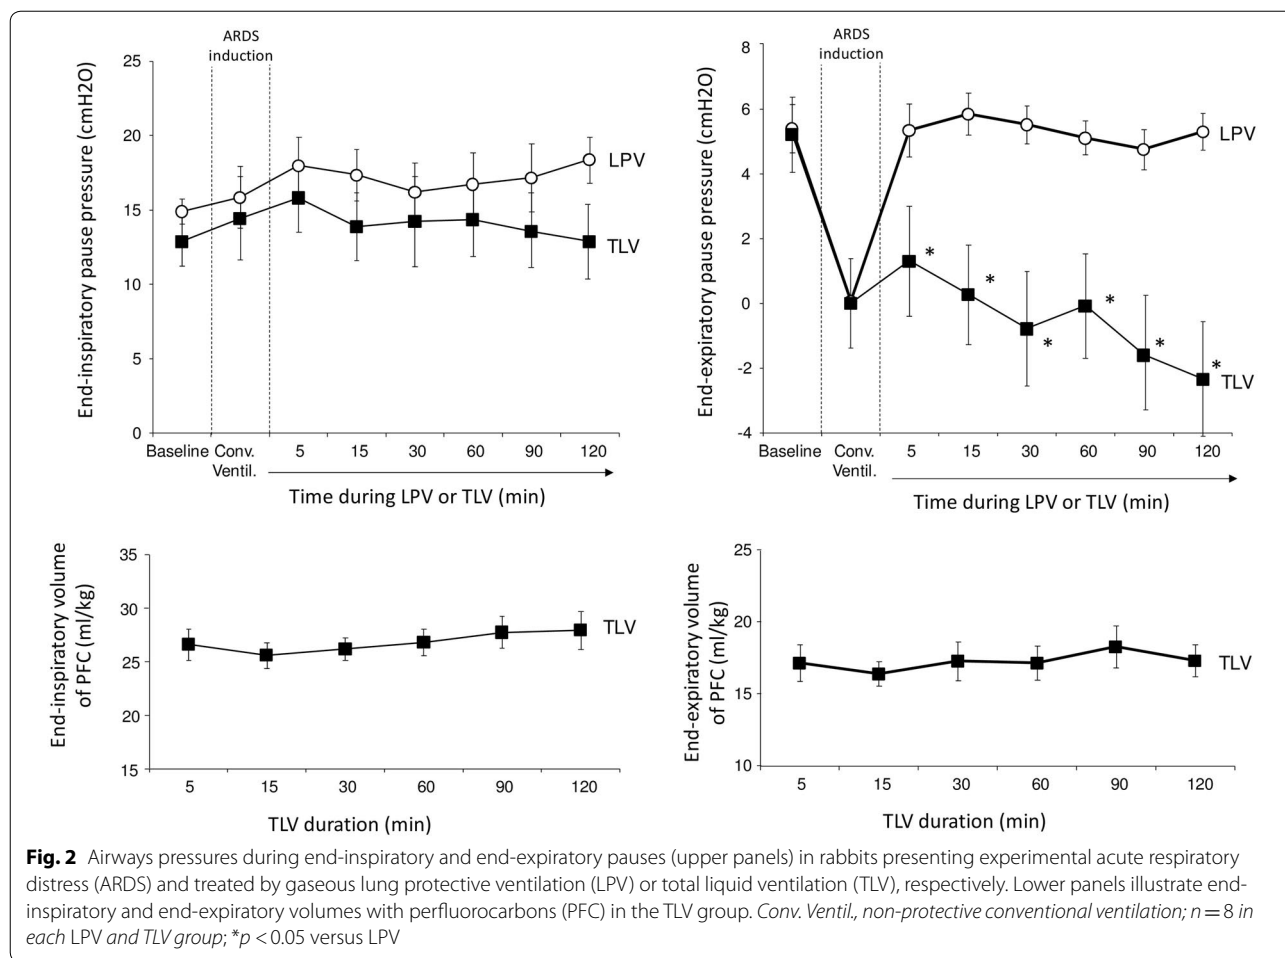 ARDS
induction
End-inspiratory pause pressure (cmH2O)
25
20
15
10
5
0
LPV
TLV
Baseline Conv. 5 15 30 60 90 120
Ventil.
Time during LPV or TLV (min)
ARDS
induction
End-expiratory pause pressure (cmH2O)
8
6
4
2
0
-2
-4
LPV
* * * * * *
TLV
Baseline Conv. 5 15 30 60 90 120
Ventil.
Time during LPV or TLV (min)
End-inspiratory volume
of PFC (ml/kg)
35
30
25
20
15
TLV
5 15 30 60 90 120
TLV duration (min)
End-expiratory volume
of PFC (ml/kg)
25
20
15
10
TLV
5 15 30 60 90 120
TLV duration (min)
Fig. 2 Airways pressures during end-inspiratory and end-expiratory pauses (upper panels) in rabbits presenting experimental acute respiratory
distress (ARDS) and treated by gaseous lung protective ventilation (LPV) or total liquid ventilation (TLV), respectively. Lower panels illustrate end-
inspiratory and end-expiratory volumes with perfluorocarbons (PFC) in the TLV group. Conv. Ventil., non-protective conventional ventilation; n = 8 in
each LPV and TLV group; *p < 0.05 versus LPV